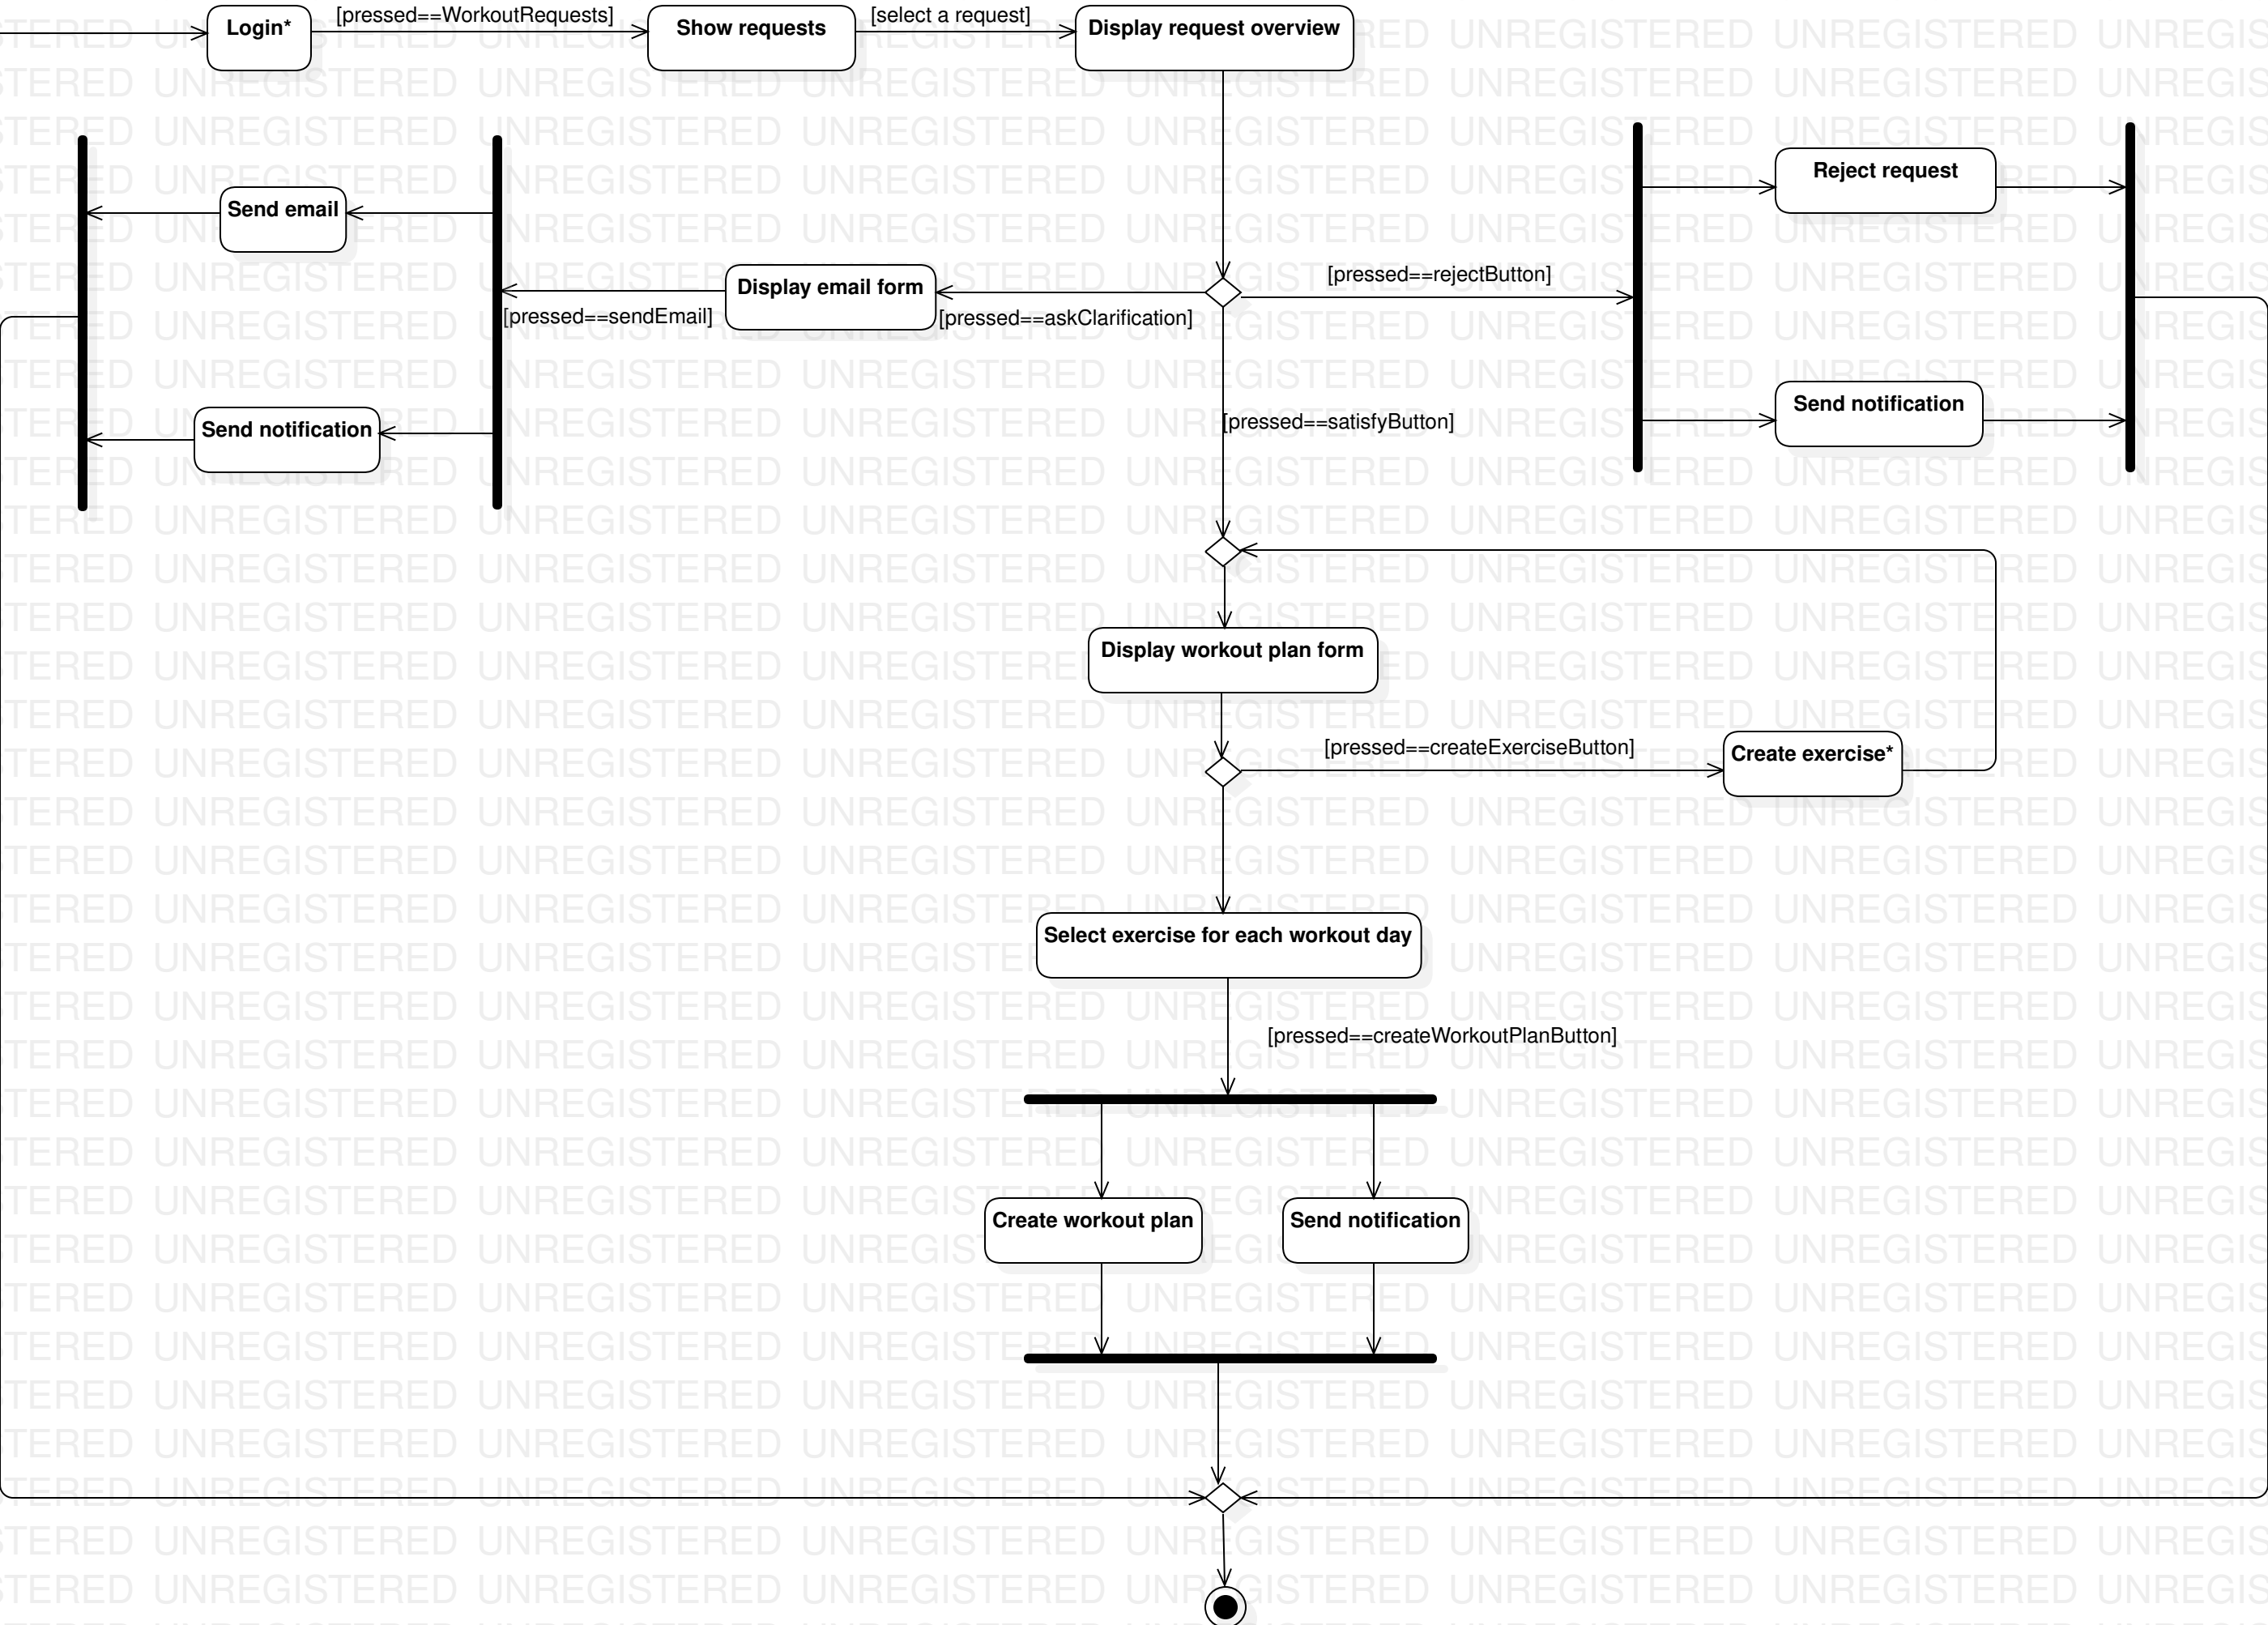 Login*
[pressed==WorkoutRequests]
Show requests
[select a request]
Display request overview
Reject request
Send email
[pressed==rejectButton]
Display email form
[pressed==sendEmail]
[pressed==askClarification]
Send notification
[pressed==satisfyButton]
Send notification
Display workout plan form
[pressed==createExerciseButton]
Create exercise*
Select exercise for each workout day
[pressed==createWorkoutPlanButton]
Create workout plan
Send notification
UNREGISTERED